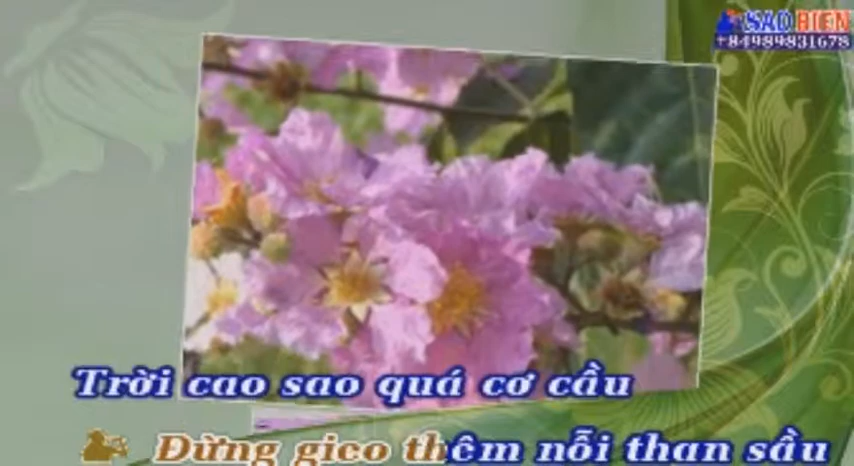 SAO BIEN
+84989831678
Trời cao sao quá cơ cầu
Đừng gieo thêm nỗi than sầu